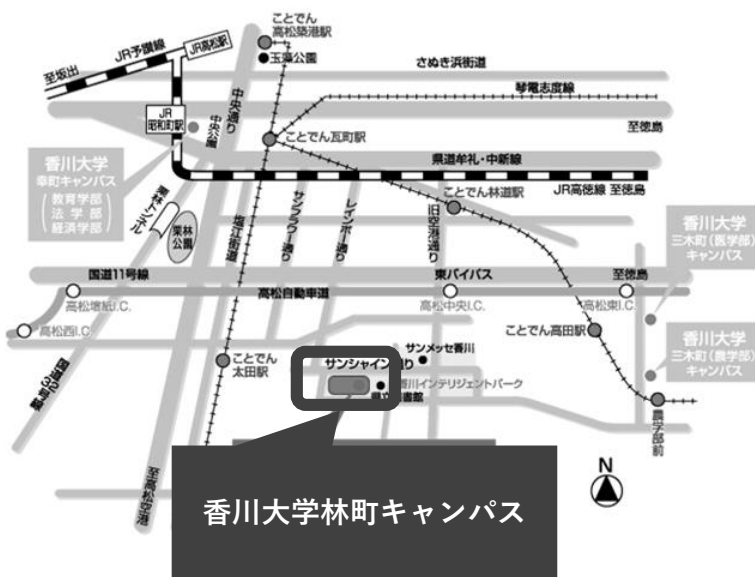 ことでん
高松築港駅
JR高松駅
JR予讃線
玉藻公園
至坂出
さぬき浜街道
中央通り
琴電志度線
JR
昭和町駅
中央公園
ことでん瓦町駅
至徳島
香川大学
幸町キャンパス
教育学部
法学部
経済学部
県道牟礼・中新線
JR高徳線 至徳島
栗林トンネル
栗林
公園
塩江街道
サンフラワー通り
レインボー通り
旧空港通り
ことでん林道駅
香川大学
三木町(医学部)
キャンパス
国道11号線
東バイパス
至徳島
高松自動車道
高松檀紙I.C.
高松中央I.C.
高松東I.C.
高松西I.C.
ことでん高田駅
国道32号線
ことでん
太田駅
サンメッセ香川
サンシャイン通り
香川インテリジェントパーク
香川大学
三木町(農学部)
キャンパス
農学部前
至高松空港
香川大学林町キャンパス
N